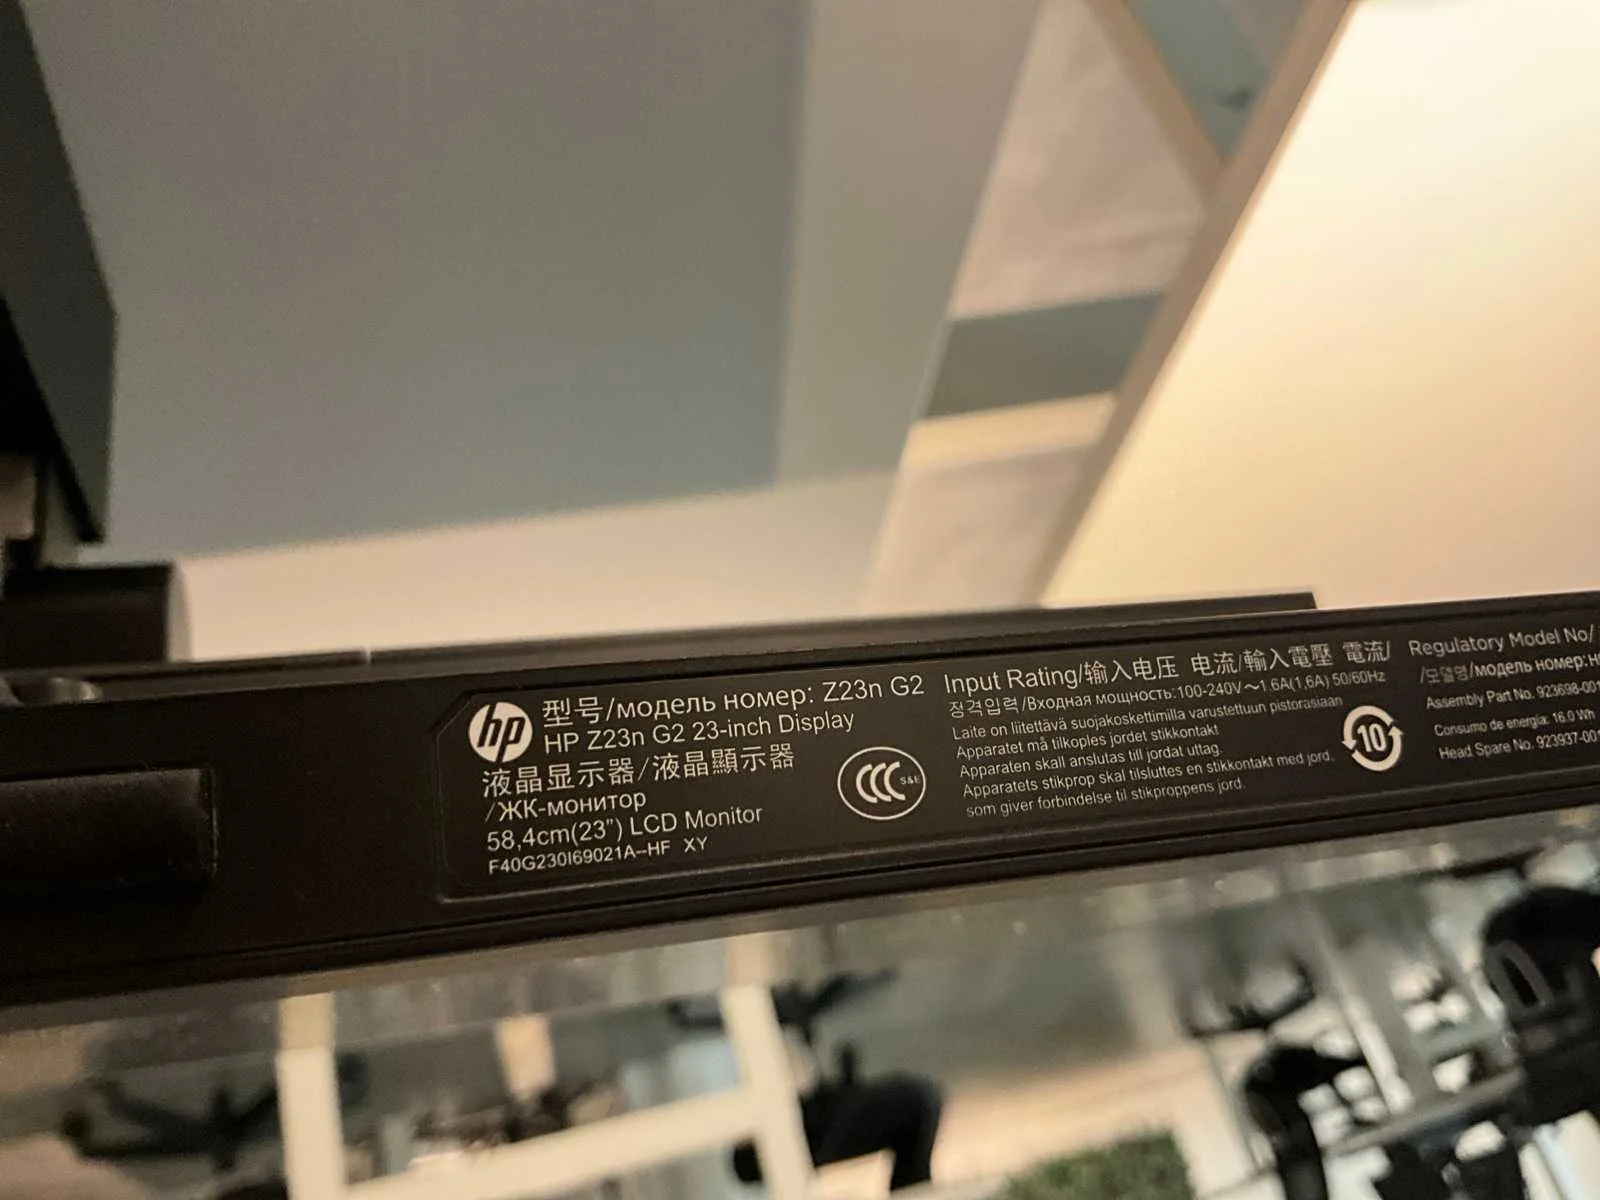 hp
型号/модель номер: Z23n G2
HP Z23n G2 23-inch Display
液晶显示器/液晶顯示器
/ЖК-монитор
58,4cm(23") LCD Monitor
F40G230I69021A--HF XY
CCC S&E
Input Rating/输入电压 电流/輸入電壓 電流/
정격입력/Входная мощность:100-240V～1.6A(1,6A) 50/60Hz
Laite on liitettävä suojakoskettimilla varustettuun pistorasiaan
Apparatet må tilkoples jordet stikkontakt
Apparaten skall anslutas till jordat uttag.
Apparatets stikprop skal tilsluttes en stikkontakt med jord.
som giver forbindelse til stikproppens jord.
10
Regulatory Model No/
/모델명/модель номер:
Assembly Part No. 923698-001
Consumo de energia: 16.0 Wh
Head Spare No. 923937-001